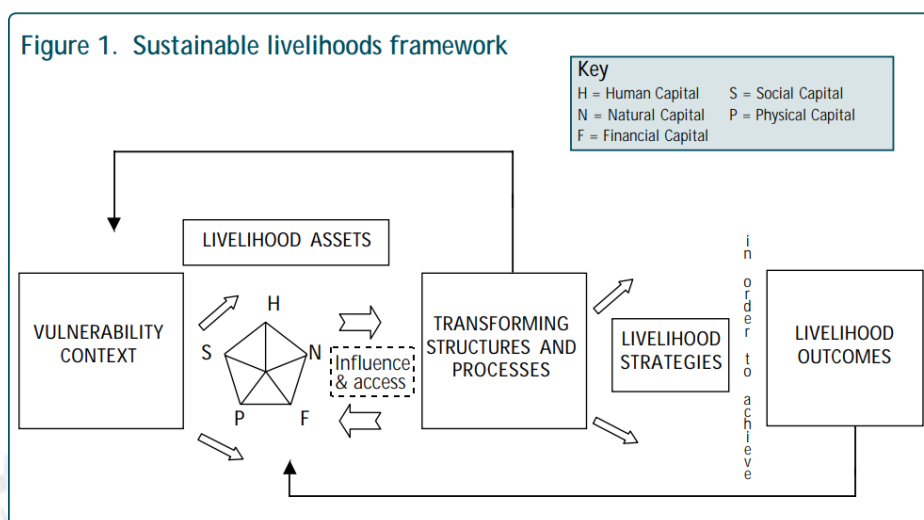 Figure 1. Sustainable livelihoods framework
Key
H = Human Capital S = Social Capital
N = Natural Capital P = Physical Capital
F = Financial Capital
LIVELIHOOD ASSETS
VULNERABILITY
CONTEXT
H
S
N
P
F
Influence
& access
TRANSFORMING
STRUCTURES AND
PROCESSES
LIVELIHOOD
STRATEGIES
in order to achieve
LIVELIHOOD
OUTCOMES